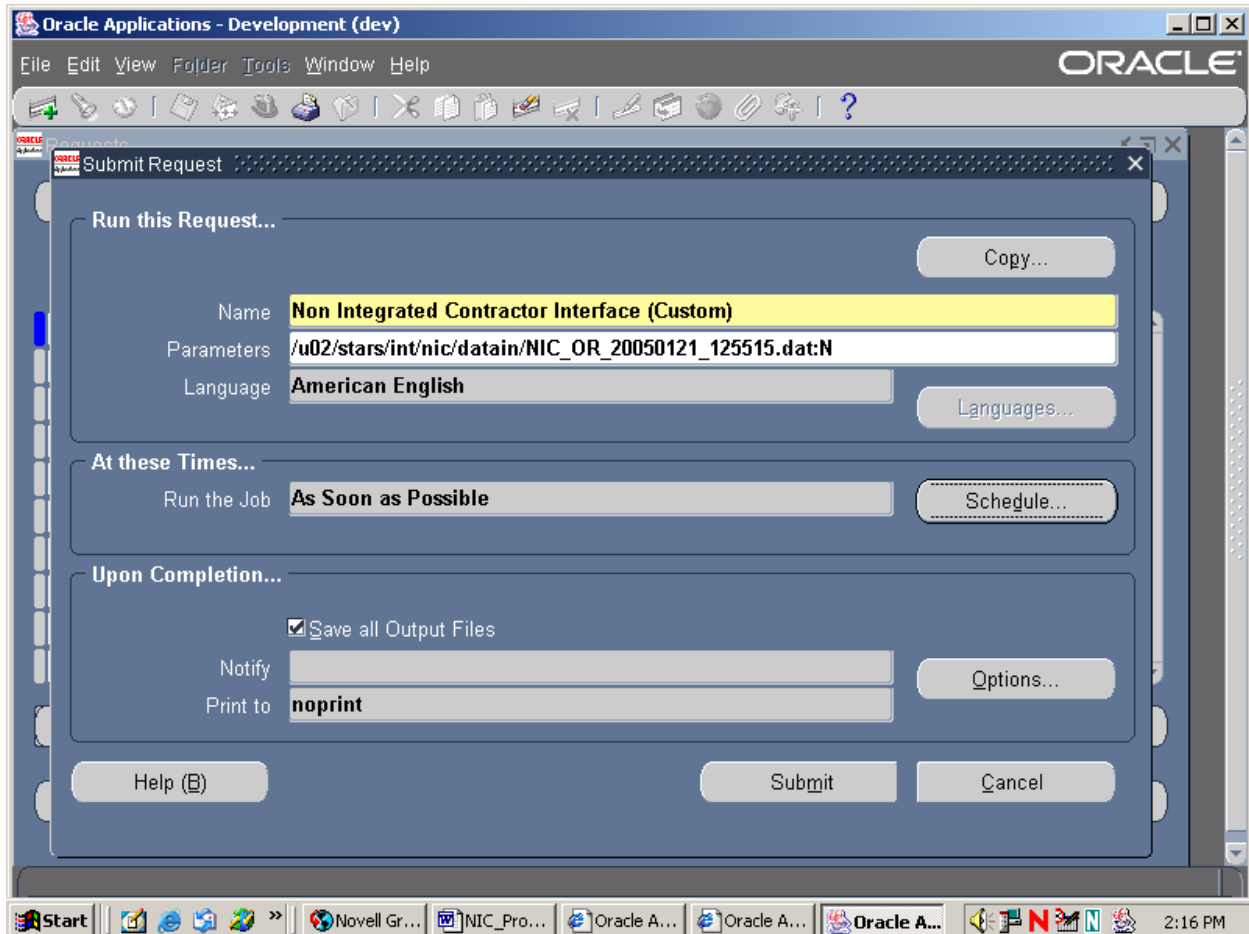 Oracle Applications - Development (dev)
File Edit View Folder Tools Window Help
ORACLE
Requests
Submit Request
Run this Request...
Copy...
Name Non Integrated Contractor Interface (Custom)
Parameters /u02/stars/int/nic/datain/NIC_OR_20050121_125515.dat:N
Language American English
Languages...
At these Times...
Run the Job As Soon as Possible
Schedule...
Upon Completion...
Save all Output Files
Notify
Options...
Print to noprint
Help (B) Submit Cancel
Start » Novell Gr... NIC_Pro... Oracle A... Oracle A... Oracle A... 2:16 PM